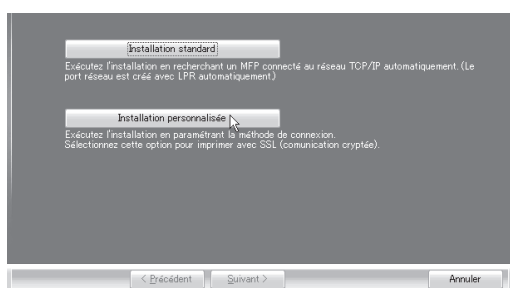 Installation standard
Exécutez l'installation en recherchant un MFP connecté au réseau TCP/IP automatiquement. (Le
port réseau est créé avec LPR automatiquement.)
Installation personnalisée
Exécutez l'installation en paramétrant la méthode de connexion.
Sélectionnez cette option pour imprimer avec SSL (comunication cryptée).
< Précédent
Suivant >
Annuler